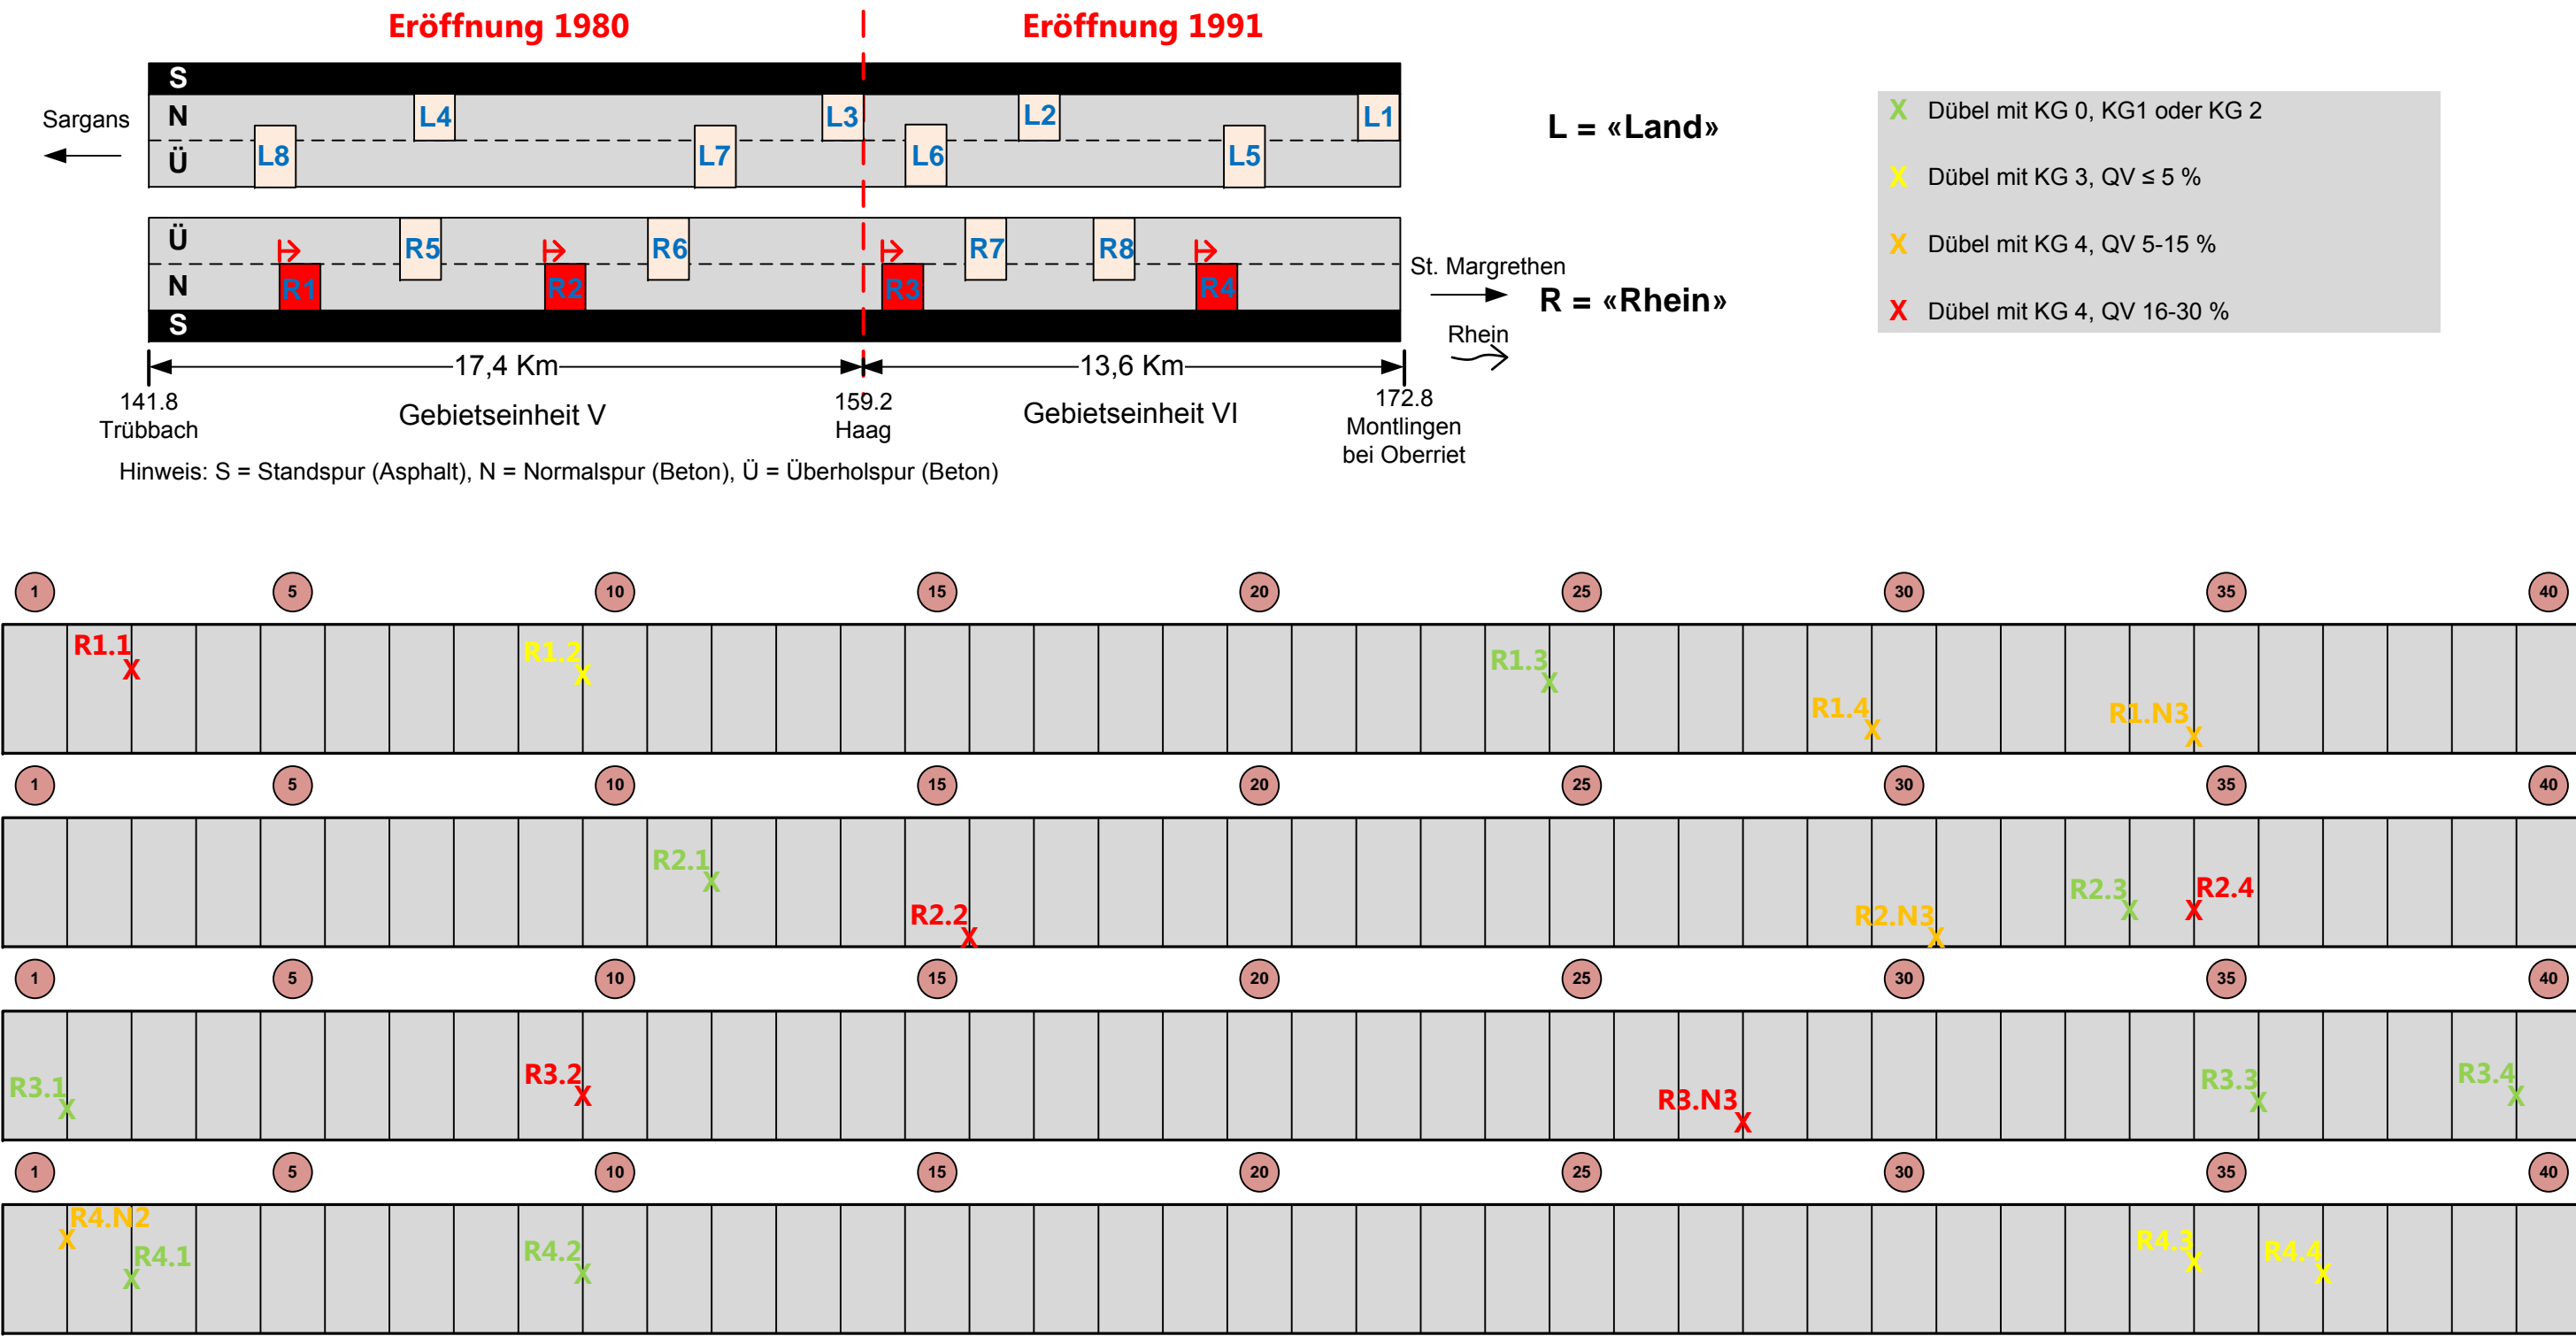 Eröffnung 1980 Eröffnung 1991
S
Sargans N L4 L3 L2 L1
Ü L8 L7 L6 L5
L = «Land»
Ü R5 R6 R7 R8
N R1 R2 R3 R4
S
St. Margrethen
R = «Rhein»
Rhein
17,4 Km 13,6 Km
141.8 159.2 172.8
Trübbach Gebietseinheit V Haag Gebietseinheit VI Montlingen
bei Oberriet
Hinweis: S = Standspur (Asphalt), N = Normalspur (Beton), Ü = Überholspur (Beton)
X Dübel mit KG 0, KG1 oder KG 2
X Dübel mit KG 3, QV ≤ 5 %
X Dübel mit KG 4, QV 5-15 %
X Dübel mit KG 4, QV 16-30 %
1 5 10 15 20 25 30 35 40
R1.1 R1.2 R1.3 R1.4 R1.N3
X X X X X
1 5 10 15 20 25 30 35 40
R2.1 R2.2 R2.N3 R2.3 R2.4
X X X X X
1 5 10 15 20 25 30 35 40
R3.1 R3.2 R3.N3 R3.3 R3.4
X X X X X
1 5 10 15 20 25 30 35 40
R4.N2 R4.1 R4.2 R4.3 R4.4
X X X X X